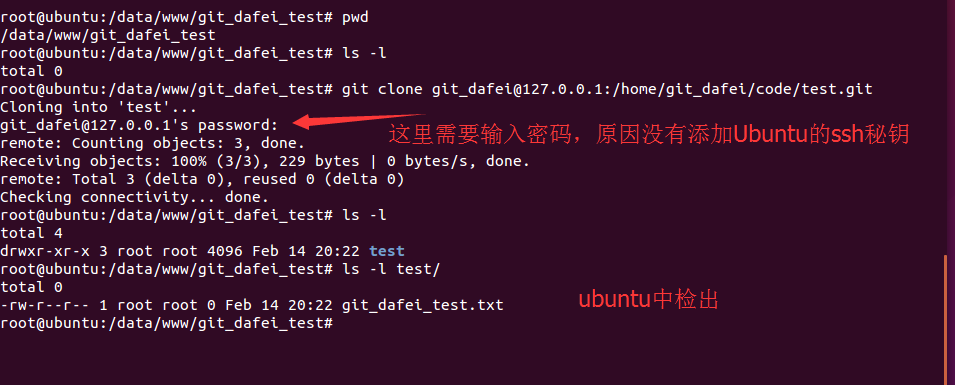 root@ubuntu:/data/www/git_dafei_test# pwd
/data/www/git_dafei_test
root@ubuntu:/data/www/git_dafei_test# ls -l
total 0
root@ubuntu:/data/www/git_dafei_test# git clone git_dafei@127.0.0.1:/home/git_dafei/code/test.git
Cloning into 'test'...
git_dafei@127.0.0.1's password:
这里需要输入密码，原因没有添加Ubuntu的ssh秘钥
remote: Counting objects: 3, done.
Receiving objects: 100% (3/3), 229 bytes | 0 bytes/s, done.
remote: Total 3 (delta 0), reused 0 (delta 0)
Checking connectivity... done.
root@ubuntu:/data/www/git_dafei_test# ls -l
total 4
drwxr-xr-x 3 root root 4096 Feb 14 20:22 test
root@ubuntu:/data/www/git_dafei_test# ls -l test/
total 0
-rw-r--r-- 1 root root 0 Feb 14 20:22 git_dafei_test.txt
ubuntu中检出
root@ubuntu:/data/www/git_dafei_test#